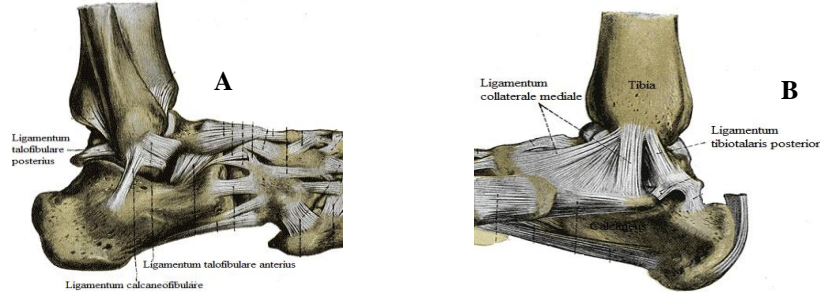 A
Ligamentum
talofibulare
posterius
Ligamentum talofibulare anterius
Ligamentum calcaneofibulare
B
Ligamentum
collaterale mediale
Tibia
Ligamentum
tibiotalaris posterior
Calcaneus